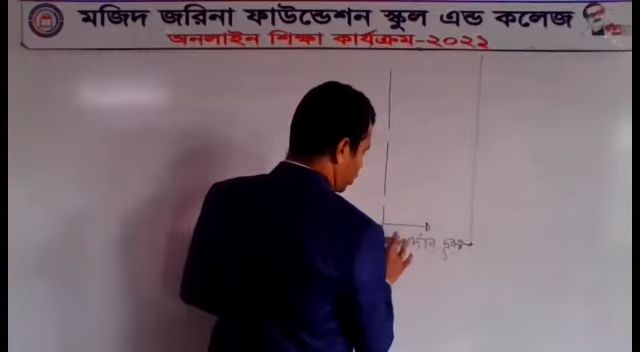 মজিদ জরিনা ফাউন্ডেশন স্কুল এন্ড কলেজ
অনলাইন শিক্ষা কার্যক্রম-২০২১